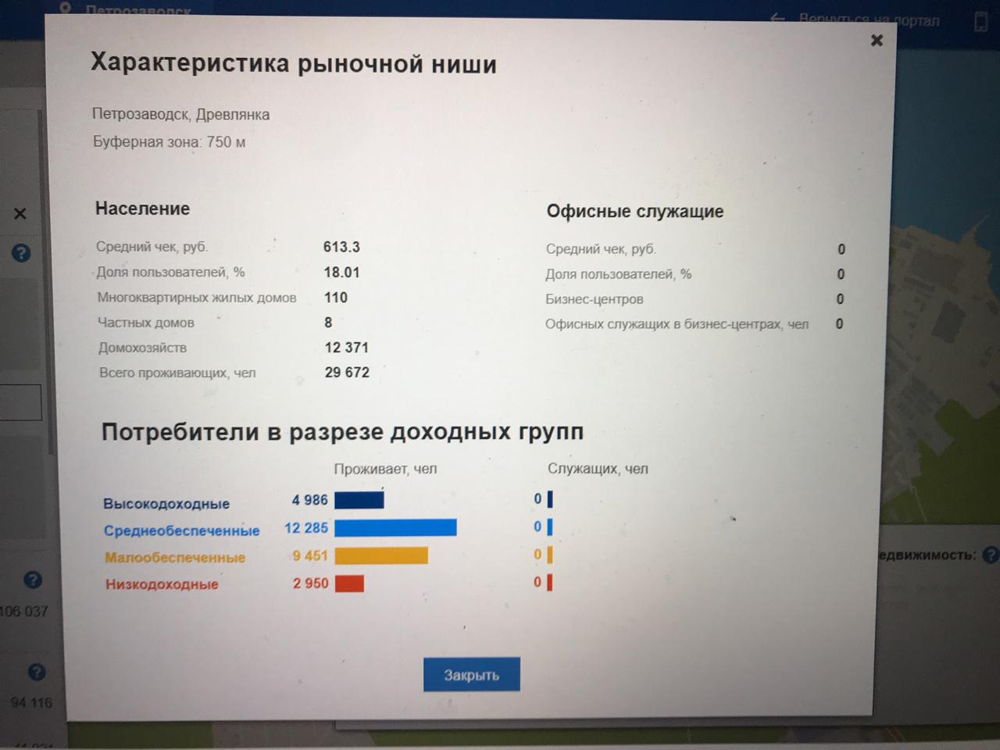 Петрозаводск
← Вернуться на портал
Характеристика рыночной ниши
Петрозаводск, Древлянка
Буферная зона: 750 м
Население
Средний чек, руб. 613.3
Доля пользователей, % 18.01
Многоквартирных жилых домов 110
Частных домов 8
Домохозяйств 12 371
Всего проживающих, чел 29 672
Офисные служащие
Средний чек, руб. 0
Доля пользователей, % 0
Бизнес-центров 0
Офисных служащих в бизнес-центрах, чел 0
Потребители в разрезе доходных групп
Проживает, чел Служащих, чел
Высокодоходные 4 986 0
Среднеобеспеченные 12 285 0
Малообеспеченные 9 451 0
Низкодоходные 2 950 0
Закрыть
едвижимость: ?
?
?
106 037
?
94 116